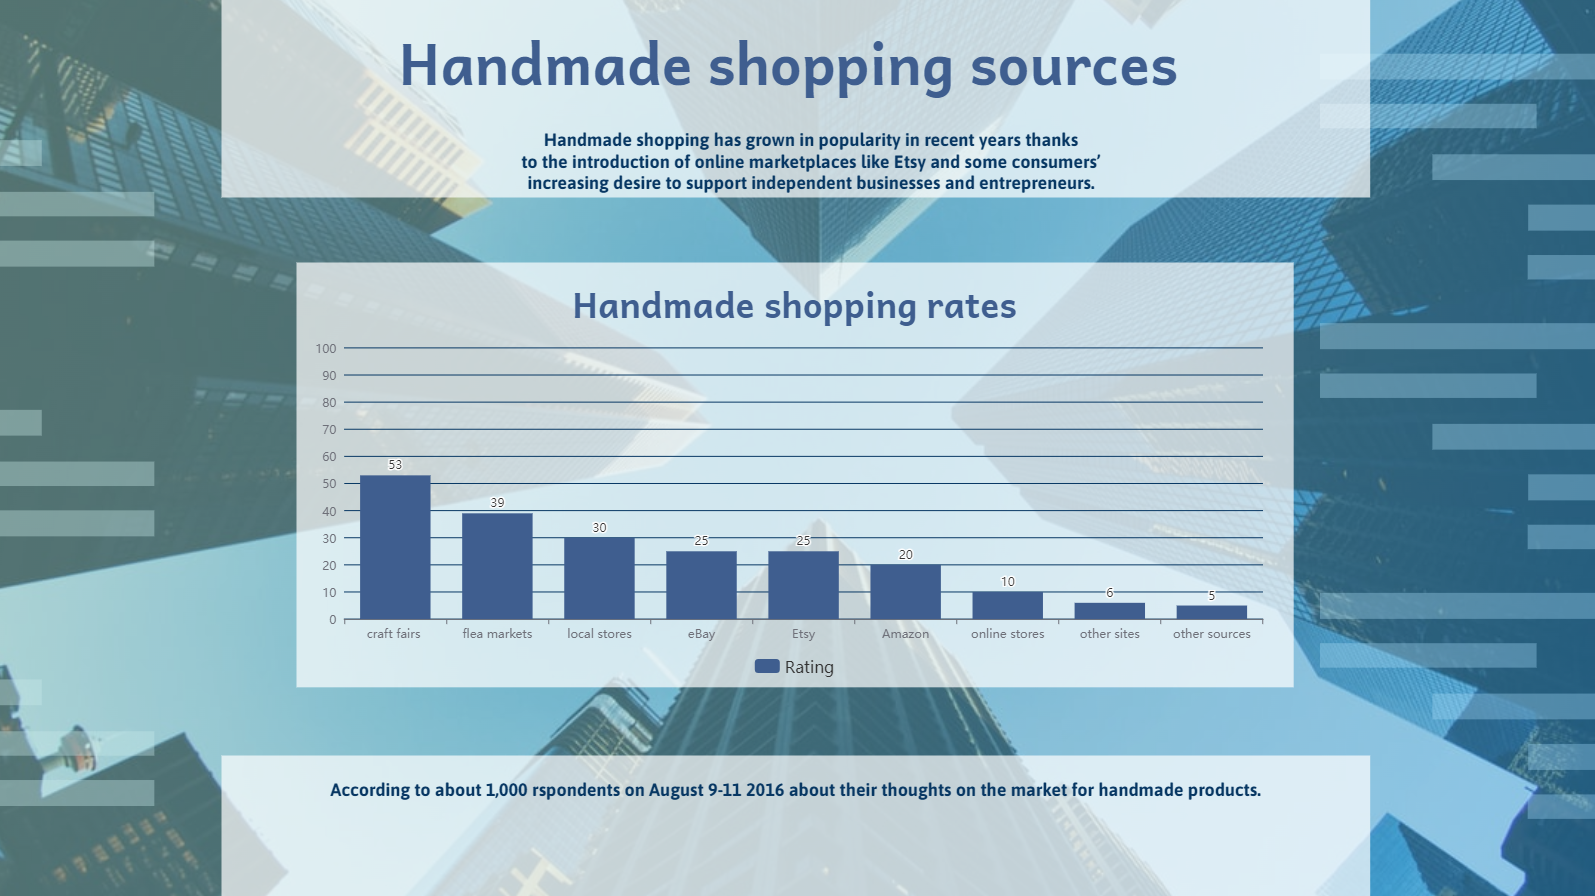 Handmade shopping sources
Handmade shopping has grown in popularity in recent years thanks
to the introduction of online marketplaces like Etsy and some consumers’
increasing desire to support independent businesses and entrepreneurs.
Handmade shopping rates
100
90
80
70
60
50
40
30
20
10
0
53
39
30
25
25
20
10
6
5
craft fairs
flea markets
local stores
eBay
Etsy
Amazon
online stores
other sites
other sources
Rating
According to about 1,000 rspondents on August 9-11 2016 about their thoughts on the market for handmade products.